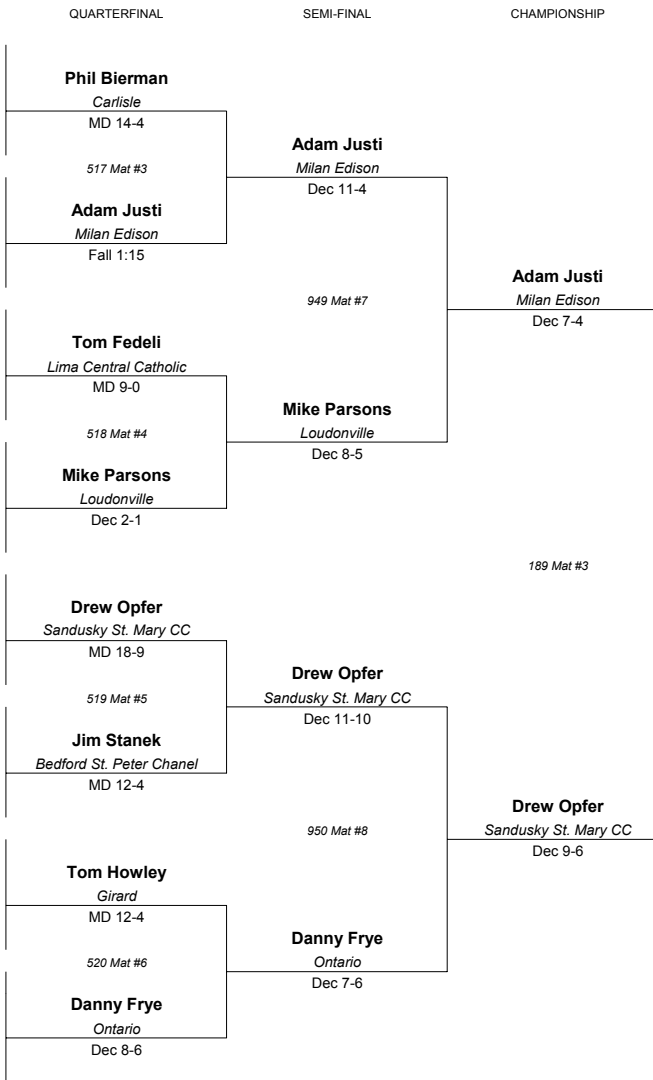 QUARTERFINAL SEMI-FINAL CHAMPIONSHIP
Phil Bierman
Carlisle
MD 14-4
Adam Justi
517 Mat #3
Milan Edison
Dec 11-4
Adam Justi
Milan Edison
Fall 1:15
Adam Justi
949 Mat #7
Milan Edison
Dec 7-4
Tom Fedeli
Lima Central Catholic
MD 9-0
Mike Parsons
518 Mat #4
Loudonville
Dec 8-5
Mike Parsons
Loudonville
Dec 2-1
189 Mat #3
Drew Opfer
Sandusky St. Mary CC
MD 18-9
Drew Opfer
519 Mat #5
Sandusky St. Mary CC
Dec 11-10
Jim Stanek
Bedford St. Peter Chanel
MD 12-4
Drew Opfer
950 Mat #8
Sandusky St. Mary CC
Dec 9-6
Tom Howley
Girard
MD 12-4
Danny Frye
520 Mat #6
Ontario
Dec 7-6
Danny Frye
Ontario
Dec 8-6